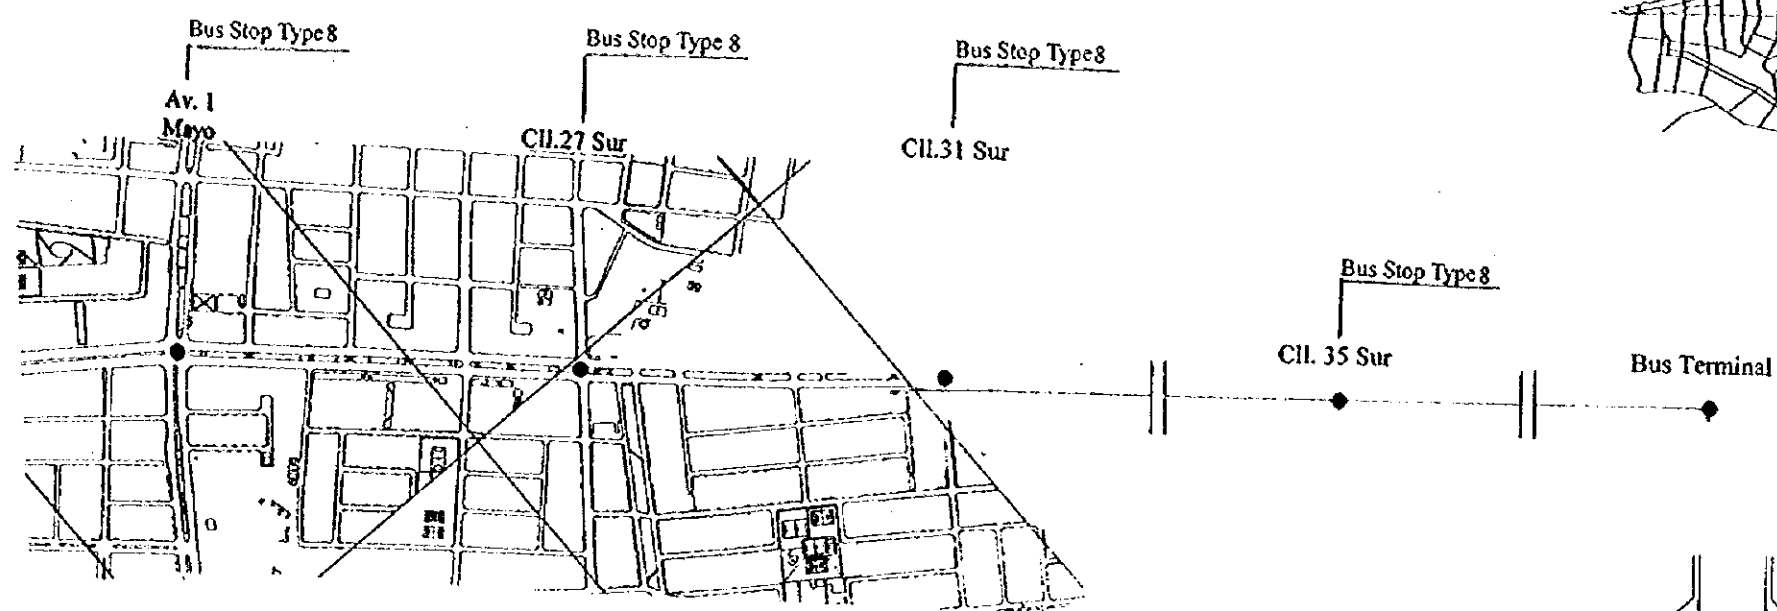 Bus Stop Type 8
Bus Stop Type 8
Bus Stop Type 8
Av. 1
Mayo
Cll.27 Sur
Cll.31 Sur
Bus Stop Type 8
Cll. 35 Sur
Bus Terminal